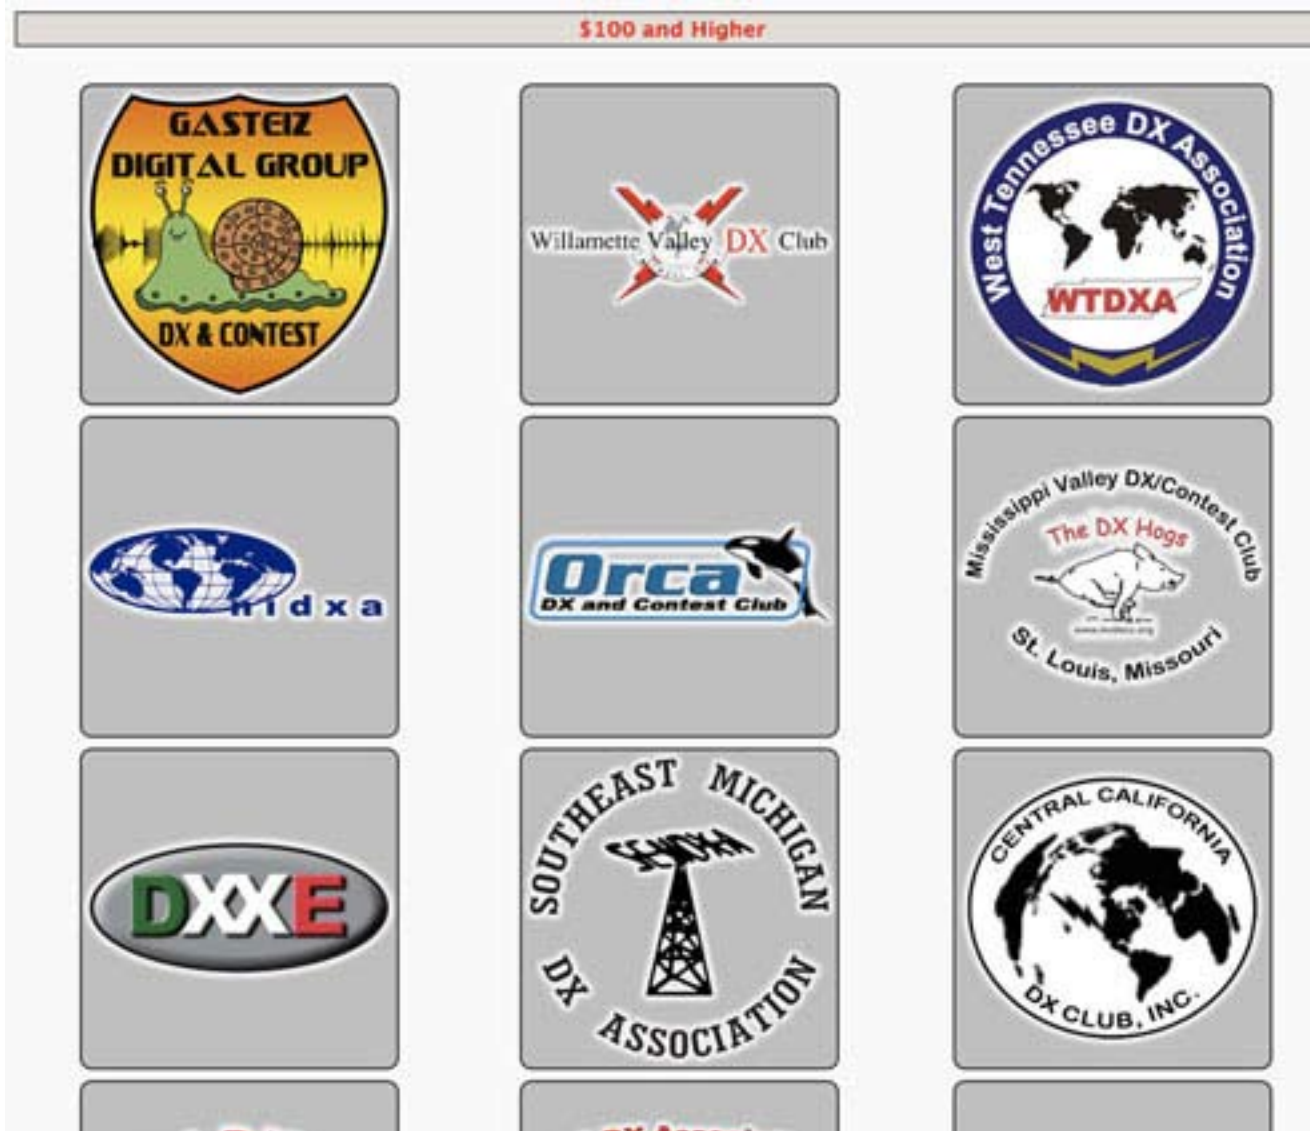 $100 and Higher
GASTEIZ
DIGITAL GROUP
DX & CONTEST
Willamette Valley DX Club
West Tennessee DX Association
WTDXA
nidxa
Orca
DX and Contest Club
Mississippi Valley DX/Contest Club
The DX Hogs
St. Louis, Missouri
DXXE
SOUTHEAST MICHIGAN
SEMDXA
DX ASSOCIATION
CENTRAL CALIFORNIA
DX CLUB, INC.